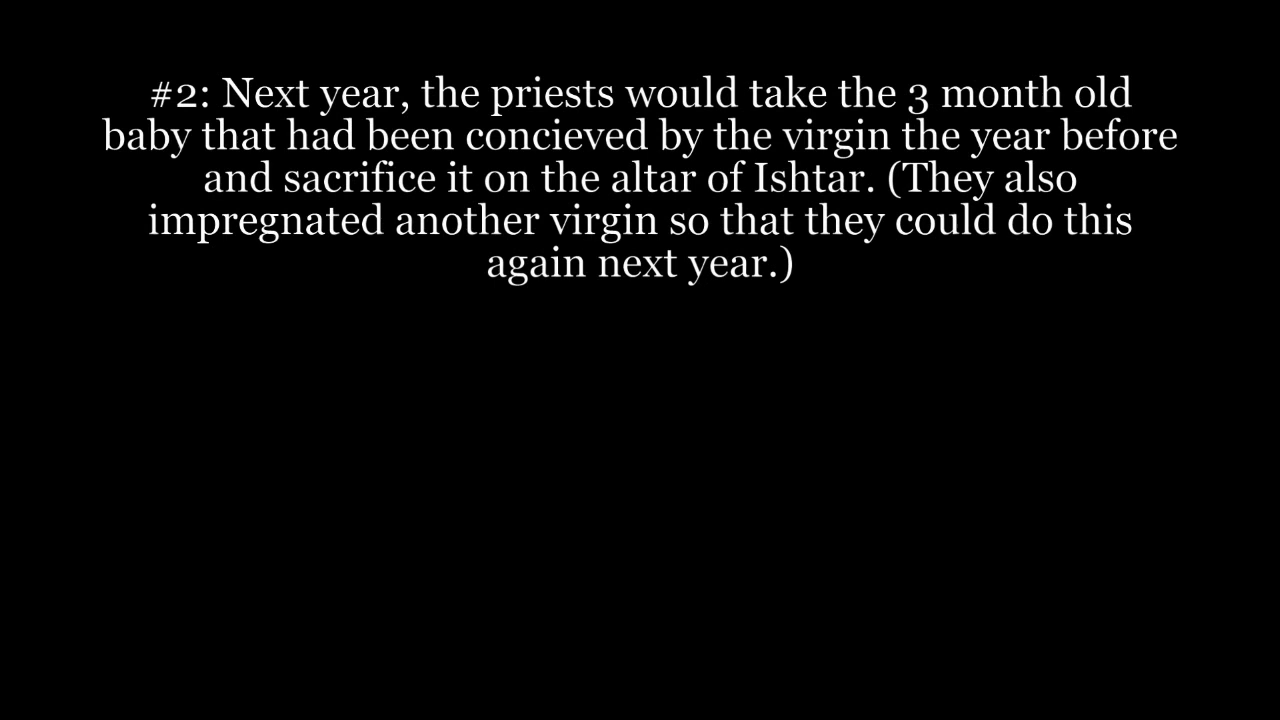 #2: Next year, the priests would take the 3 month old
baby that had been concieved by the virgin the year before
and sacrifice it on the altar of Ishtar. (They also
impregnated another virgin so that they could do this
again next year.)